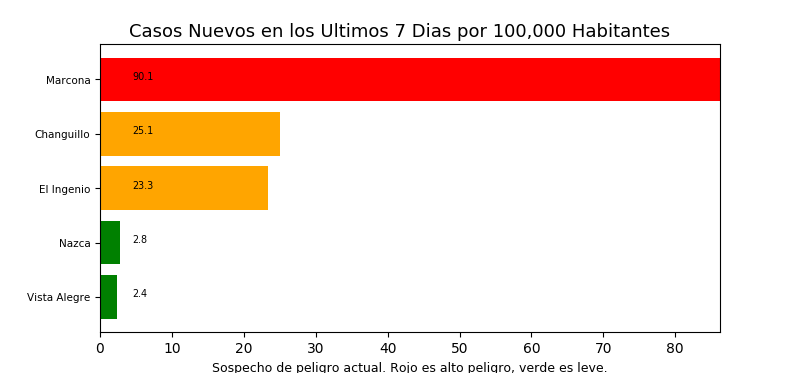 Casos Nuevos en los Ultimos 7 Dias por 100,000 Habitantes
Marcona 90.1
Changuillo 25.1
El Ingenio 23.3
Nazca 2.8
Vista Alegre 2.4
0 10 20 30 40 50 60 70 80
Sospecho de peligro actual. Rojo es alto peligro, verde es leve.